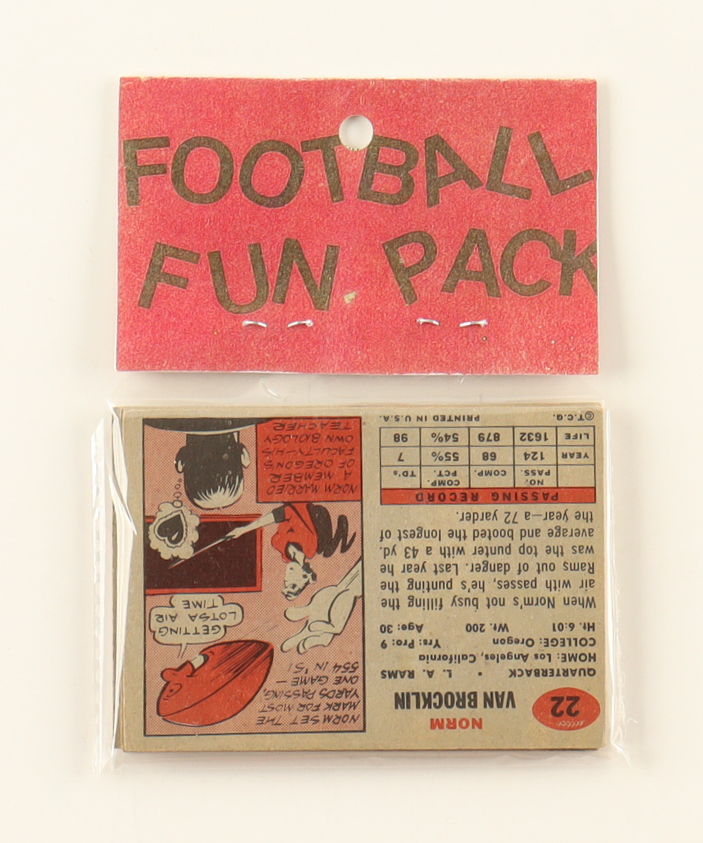 FOOTBALL
FUN PACK
22
NORM
VAN BROCKLIN
QUARTERBACK • L. A. RAMS
HOME: Los Angeles, California
COLLEGE: Oregon Yrs: Pro: 9
Ht. 6:01 Wt. 200 Age: 30
When Norm's not busy filling the
air with passes, he's punting the
Rams out of danger. Last year he
was the top punter with a 43 yd.
average and booted the longest of
the year—a 72 yarder.
PASSING RECORD
NO. PASS. COMP. COMP. PCT. TD's
YEAR 124 68 55% 7
LIFE 1632 879 54% 98
©T.C.G. PRINTED IN U.S.A.
NORM SET THE
MARK FOR MOST
YARDS PASSING,
ONE GAME—
554 IN '51
GETTING
LOTSA AIR
TIME
NORM MARRIED
A MEMBER
OF OREGON'S
FACULTY—HIS
OWN BIOLOGY
TEACHER